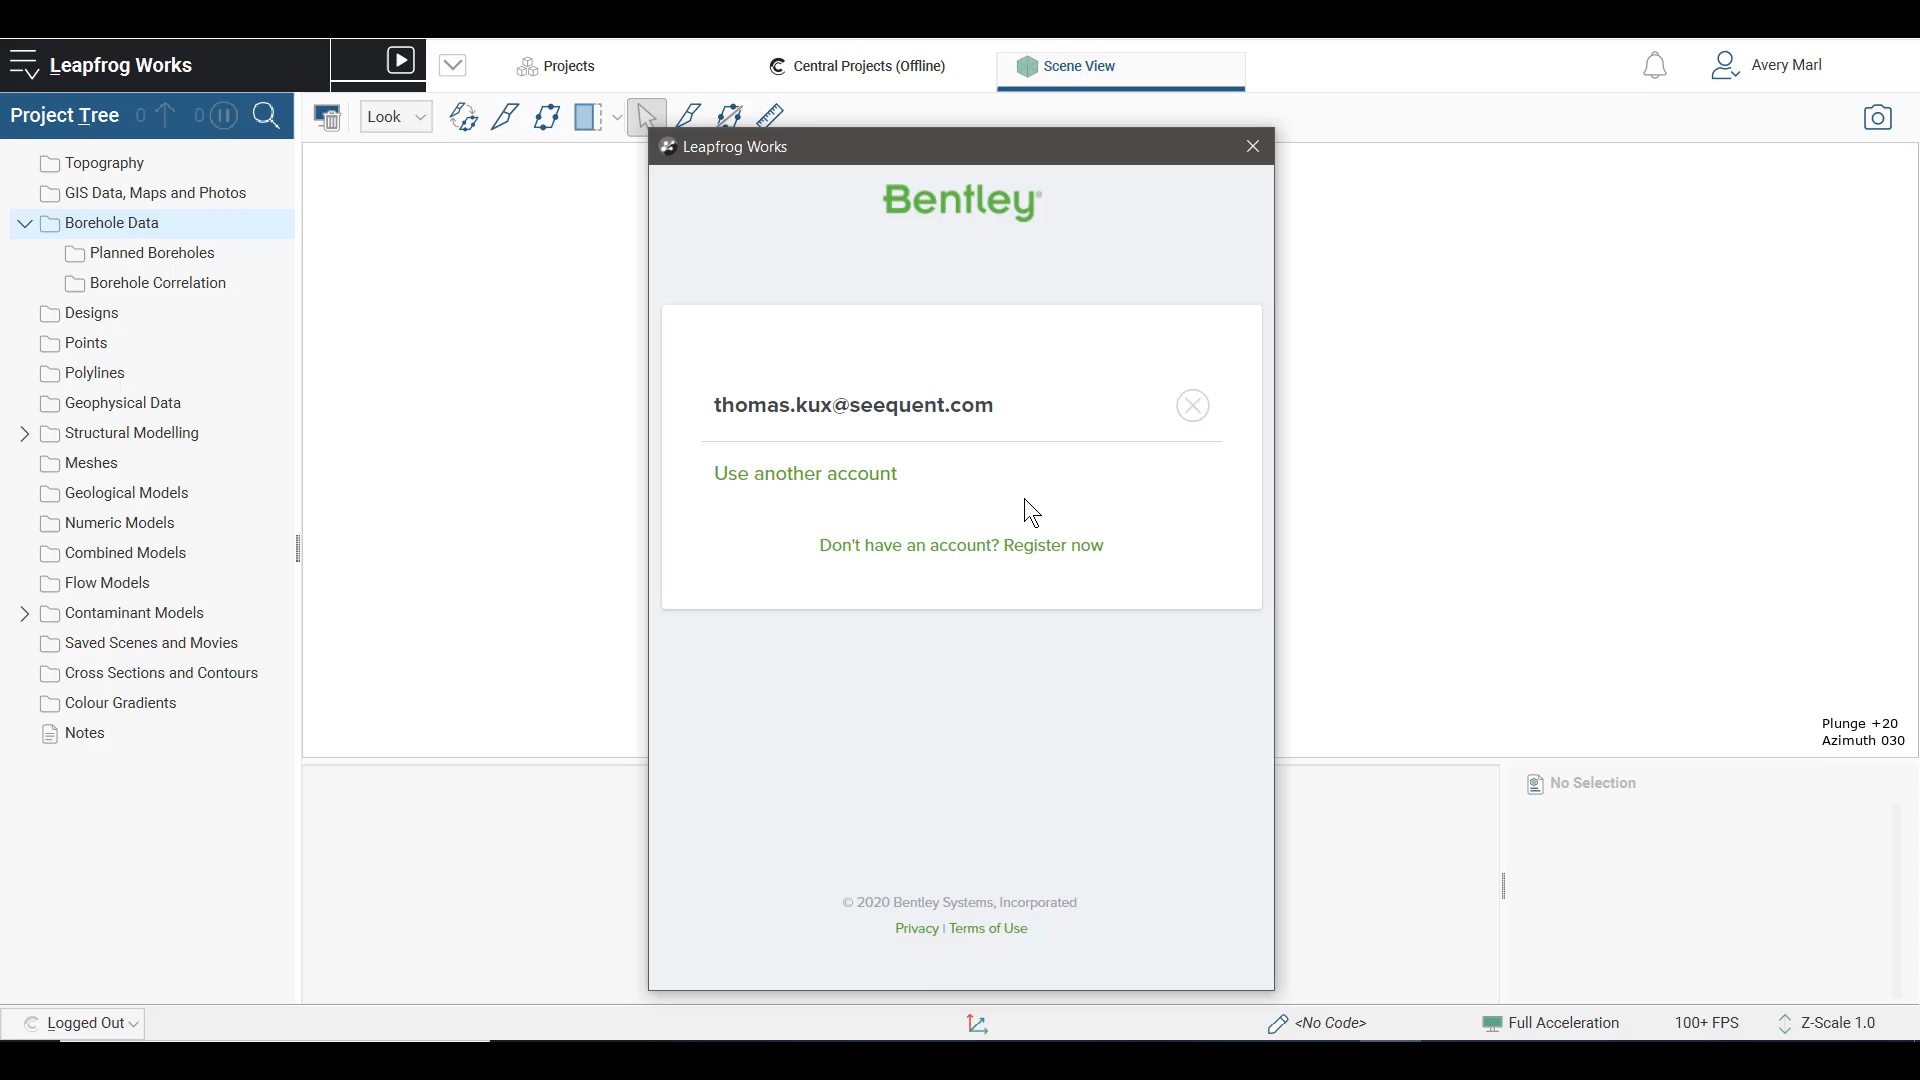 Leapfrog Works
Projects
Central Projects (Offline)
Scene View
Avery Marl
Project Tree
0
0
Look
Leapfrog Works
Topography
GIS Data, Maps and Photos
Borehole Data
Planned Boreholes
Borehole Correlation
Designs
Points
Polylines
Geophysical Data
Structural Modelling
Meshes
Geological Models
Numeric Models
Combined Models
Flow Models
Contaminant Models
Saved Scenes and Movies
Cross Sections and Contours
Colour Gradients
Notes
Bentley
thomas.kux@seequent.com
Use another account
Don't have an account? Register now
© 2020 Bentley Systems, Incorporated
Privacy | Terms of Use
Plunge +20
Azimuth 030
No Selection
Logged Out
<No Code>
Full Acceleration
100+ FPS
Z-Scale 1.0